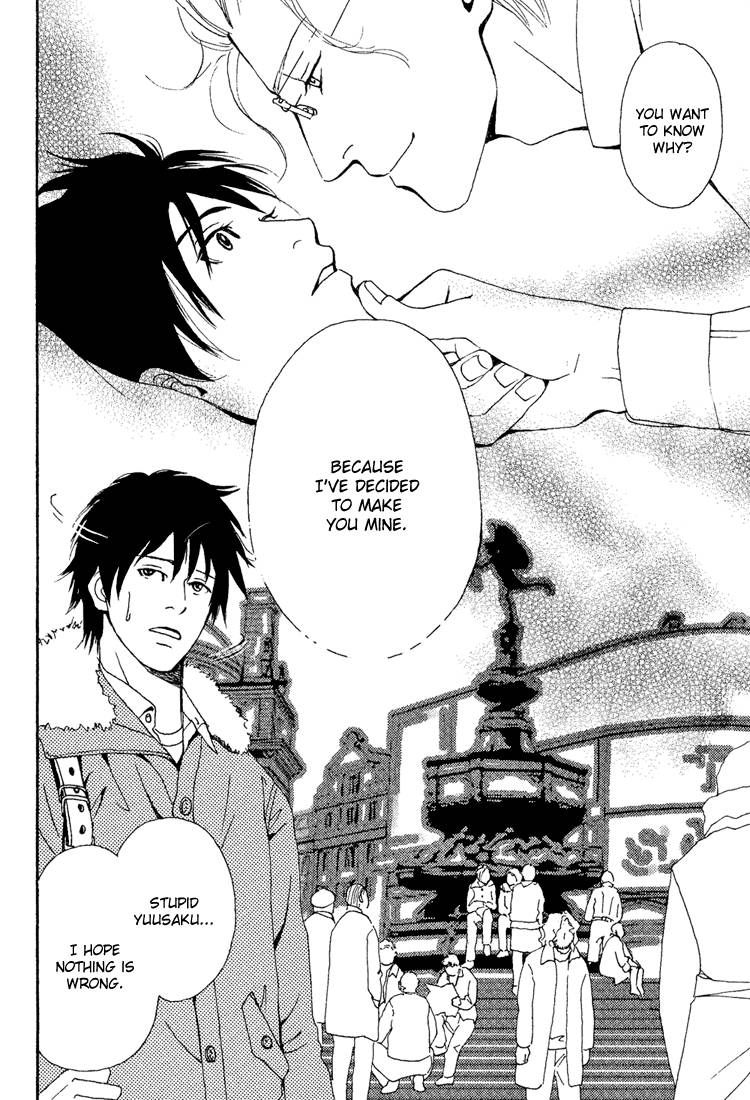 YOU WANT
TO KNOW
WHY?
BECAUSE
I'VE DECIDED
TO MAKE
YOU MINE.
STUPID
YUUSAKU...
I HOPE
NOTHING IS
WRONG.